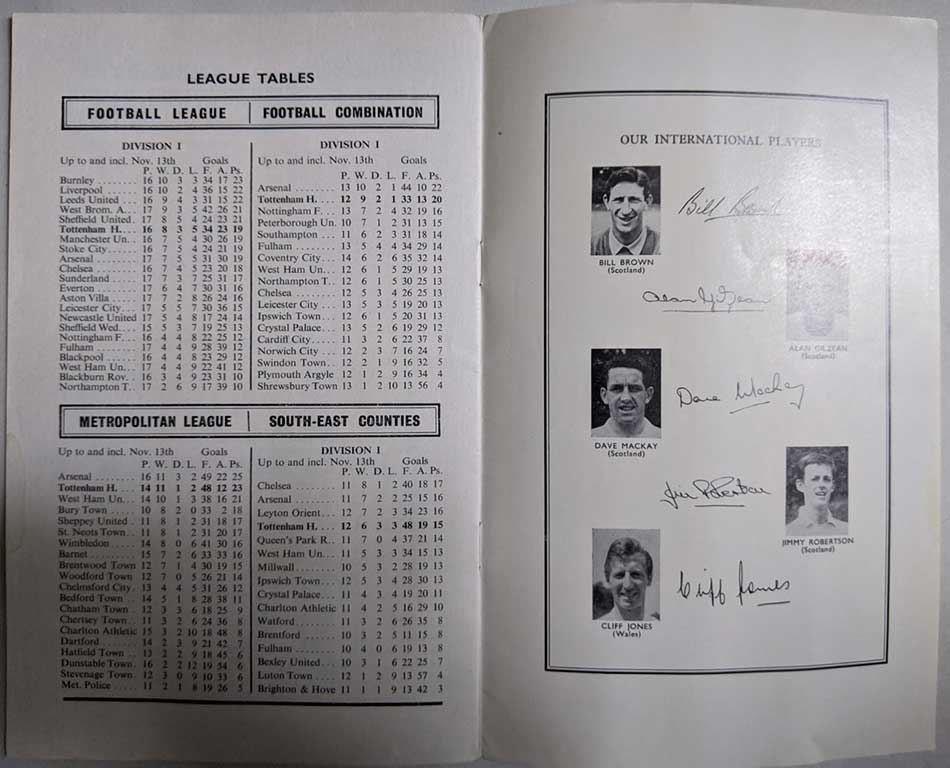 LEAGUE TABLES
FOOTBALL LEAGUE
DIVISION I
Up to and incl. Nov. 13th Goals
P. W. D. L. F. A. Ps.
Burnley ........ 16 10 3 3 34 17 23
Liverpool ....... 16 10 2 4 36 15 22
Leeds United ... 16 9 4 3 31 15 22
West Brom. A... 17 9 3 5 42 26 21
Sheffield United. 17 8 5 4 24 23 21
Tottenham H.... 16 8 3 5 34 23 19
Manchester Un.. 16 7 5 4 30 26 19
Stoke City...... 16 7 5 4 24 21 19
Arsenal ........ 17 7 5 5 31 30 19
Chelsea ........ 16 7 4 5 23 20 18
Sunderland ..... 17 7 3 7 25 31 17
Everton ........ 17 6 4 7 30 31 16
Aston Villa ..... 17 7 2 8 26 24 16
Leicester City... 17 5 5 7 30 36 15
Newcastle United 17 5 4 8 17 24 14
Sheffield Wed.... 15 5 3 7 19 25 13
Nottingham F... 16 4 4 8 22 25 12
Fulham ........ 17 4 4 9 28 39 12
Blackpool ...... 16 4 4 8 23 29 12
West Ham Un... 17 4 4 9 22 41 12
Blackburn Rov. . 16 3 4 9 23 31 10
Northampton T.. 17 2 6 9 17 39 10
FOOTBALL COMBINATION
DIVISION I
Up to and incl. Nov. 13th Goals
P. W. D. L. F. A. Ps.
Arsenal ........ 13 10 2 1 44 10 22
Tottenham H. ... 12 9 2 1 33 13 20
Nottingham F. .. 13 7 2 4 32 19 16
Peterborough Un. 10 7 1 2 31 13 15
Southampton ... 11 6 2 3 31 18 14
Fulham ........ 13 5 4 4 34 29 14
Coventry City... 14 6 2 6 35 32 14
West Ham Un... 12 6 1 5 29 19 13
Northampton T.. 12 6 1 5 30 25 13
Chelsea ........ 12 5 3 4 26 25 13
Leicester City ... 13 5 3 5 19 20 13
Ipswich Town... 12 6 1 5 20 31 13
Crystal Palace... 13 5 2 6 19 29 12
Cardiff City..... 11 3 2 6 22 37 8
Norwich City ... 12 2 3 7 16 24 7
Swindon Town.. 12 2 1 9 16 32 5
Plymouth Argyle 12 1 2 9 16 34 4
Shrewsbury Town 13 1 2 10 13 56 4
METROPOLITAN LEAGUE
Up to and incl. Nov. 13th Goals
P. W. D. L. F. A. Ps.
Arsenal ........ 16 11 3 2 49 22 25
Tottenham H. ... 14 11 1 2 48 12 23
West Ham Un... 14 10 1 3 38 16 21
Bury Town ..... 10 8 2 0 33 2 18
Sheppey United . 11 8 1 2 31 18 17
St. Neots Town.. 11 8 1 2 31 20 17
Wimbledon ..... 14 8 0 6 41 30 16
Barnet ......... 15 7 2 6 33 33 16
Brentwood Town 12 7 1 4 30 19 15
Woodford Town 12 7 0 5 26 21 14
Chelmsford City. 13 4 4 5 31 26 12
Bedford Town .. 14 5 1 8 28 38 11
Chatham Town . 12 3 3 6 18 25 9
Chertsey Town.. 11 3 2 6 24 36 8
Charlton Athletic 15 3 2 10 18 48 8
Dartford ....... 14 2 3 9 21 42 7
Hatfield Town .. 13 2 2 9 18 45 6
Dunstable Town. 16 2 2 12 19 54 6
Stevenage Town. 12 3 0 9 10 33 6
Met. Police ..... 11 2 1 8 19 26 5
SOUTH-EAST COUNTIES
DIVISION I
Up to and incl. Nov. 13th Goals
P. W. D. L. F. A. Ps.
Chelsea ........ 11 8 1 2 40 18 17
Arsenal ........ 11 7 2 2 25 15 16
Leyton Orient... 12 7 2 3 34 23 16
Tottenham H. ... 12 6 3 3 48 19 15
Queen's Park R.. 11 7 0 4 37 21 14
West Ham Un... 11 5 3 3 34 15 13
Millwall ........ 10 5 3 2 28 19 13
Ipswich Town... 12 5 3 4 28 30 13
Crystal Palace... 11 4 3 4 19 20 11
Charlton Athletic 11 4 2 5 16 29 10
Watford........ 11 3 2 6 26 35 8
Brentford ...... 10 3 2 5 11 15 8
Fulham ........ 10 4 0 6 19 13 8
Bexley United... 10 3 1 6 22 25 7
Luton Town .... 12 1 2 9 13 57 4
Brighton & Hove 11 1 1 9 13 42 3
OUR INTERNATIONAL PLAYERS
Bill Brown
BILL BROWN
(Scotland)
Alan Gilzean
ALAN GILZEAN
(Scotland)
Dave Mackay
DAVE MACKAY
(Scotland)
Jim Robertson
JIMMY ROBERTSON
(Scotland)
Cliff Jones
CLIFF JONES
(Wales)